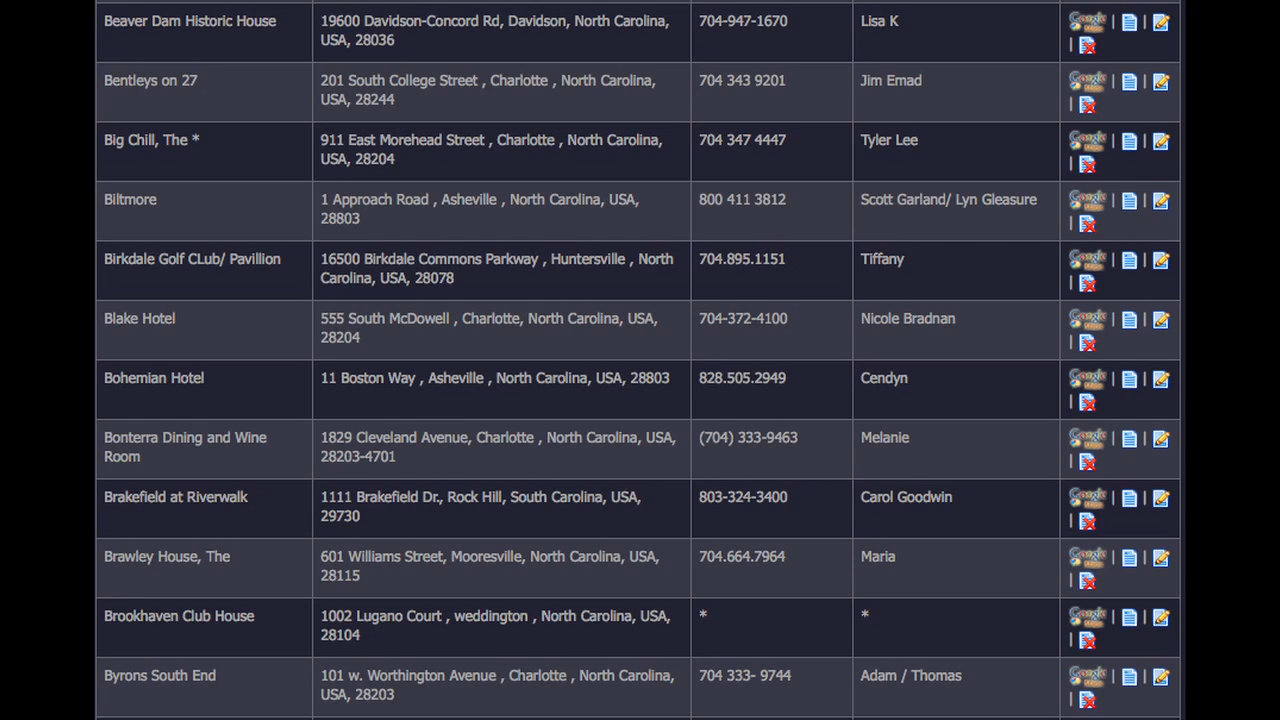 Beaver Dam Historic House
19600 Davidson-Concord Rd, Davidson, North Carolina,
USA, 28036
704-947-1670
Lisa K
Bentleys on 27
201 South College Street , Charlotte , North Carolina,
USA, 28244
704 343 9201
Jim Emad
Big Chill, The *
911 East Morehead Street , Charlotte , North Carolina,
USA, 28204
704 347 4447
Tyler Lee
Biltmore
1 Approach Road , Asheville , North Carolina, USA,
28803
800 411 3812
Scott Garland/ Lyn Gleasure
Birkdale Golf CLub/ Pavillion
16500 Birkdale Commons Parkway , Huntersville , North
Carolina, USA, 28078
704.895.1151
Tiffany
Blake Hotel
555 South McDowell , Charlotte, North Carolina, USA,
28204
704-372-4100
Nicole Bradnan
Bohemian Hotel
11 Boston Way , Asheville , North Carolina, USA, 28803
828.505.2949
Cendyn
Bonterra Dining and Wine
Room
1829 Cleveland Avenue, Charlotte , North Carolina, USA,
28203-4701
(704) 333-9463
Melanie
Brakefield at Riverwalk
1111 Brakefield Dr., Rock Hill, South Carolina, USA,
29730
803-324-3400
Carol Goodwin
Brawley House, The
601 Williams Street, Mooresville, North Carolina, USA,
28115
704.664.7964
Maria
Brookhaven Club House
1002 Lugano Court , weddington , North Carolina, USA,
28104
*
*
Byrons South End
101 w. Worthington Avenue , Charlotte , North Carolina,
USA, 28203
704 333- 9744
Adam / Thomas